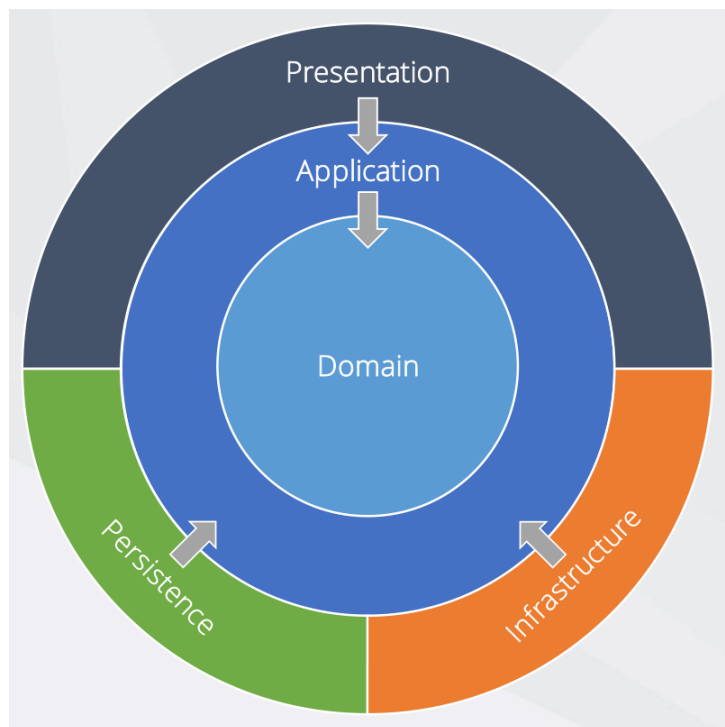 Presentation
Application
Domain
Persistence
Infrastructure